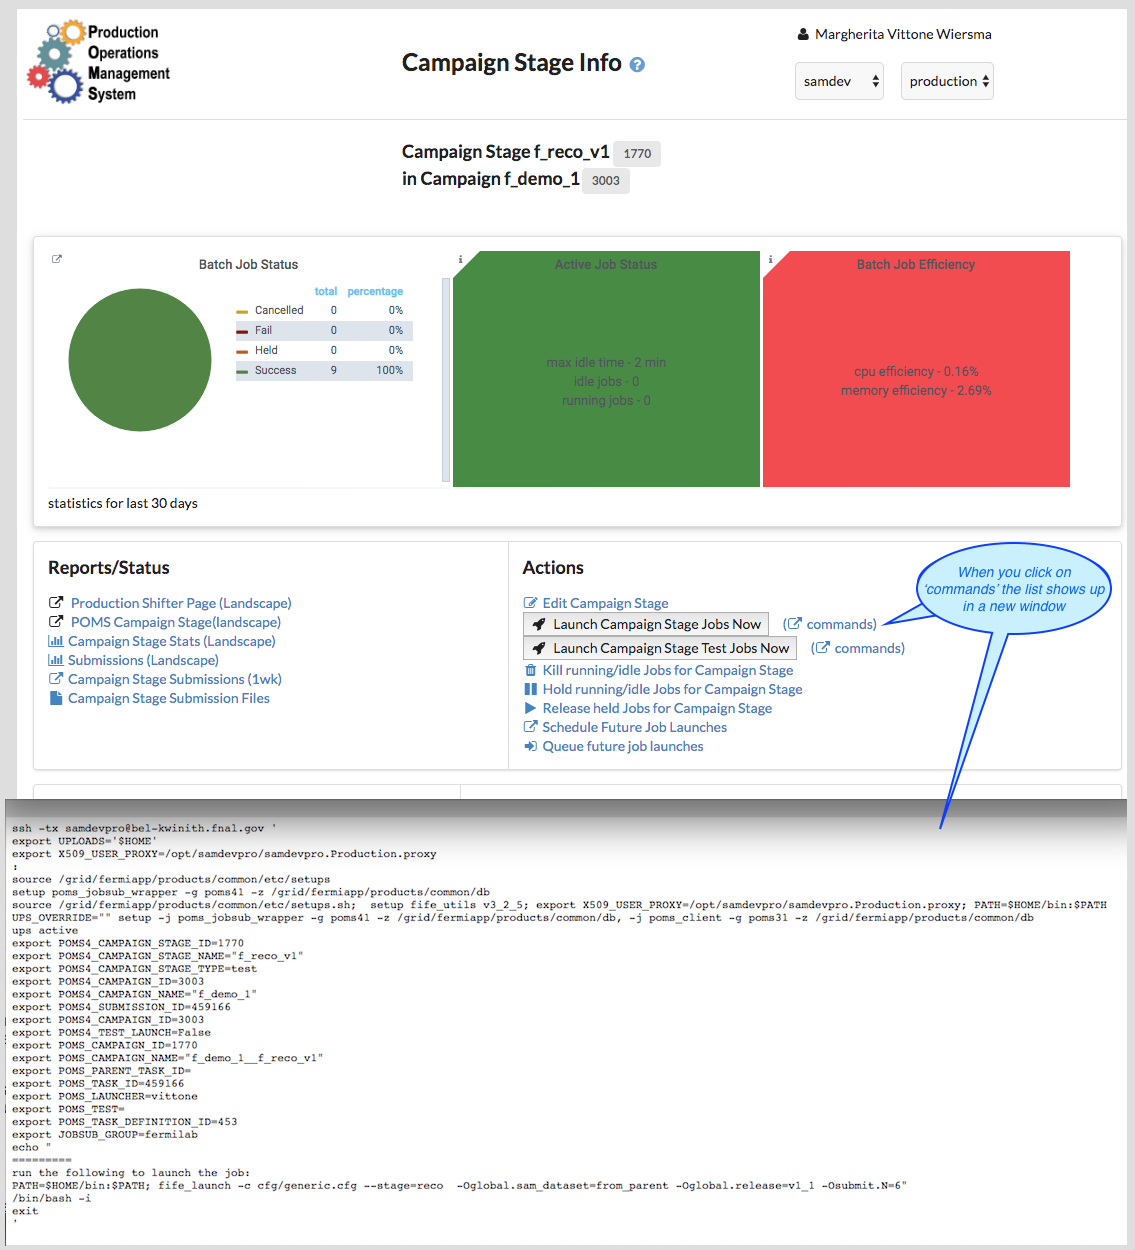 Production
Operations
Management
System
Campaign Stage Info ?
Margherita Vittone Wiersma
samdev
production
Campaign Stage f_reco_v1 1770
in Campaign f_demo_1 3003
Batch Job Status
total percentage
Cancelled 0 0%
Fail 0 0%
Held 0 0%
Success 9 100%
i
Active Job Status
max idle time - 2 min
idle jobs - 0
running jobs - 0
i
Batch Job Efficiency
cpu efficiency - 0.16%
memory efficiency - 2.69%
statistics for last 30 days
Reports/Status
Production Shifter Page (Landscape)
POMS Campaign Stage(landscape)
Campaign Stage Stats (Landscape)
Submissions (Landscape)
Campaign Stage Submissions (1wk)
Campaign Stage Submission Files
Actions
Edit Campaign Stage
Launch Campaign Stage Jobs Now ( commands)
Launch Campaign Stage Test Jobs Now ( commands)
Kill running/idle Jobs for Campaign Stage
Hold running/idle Jobs for Campaign Stage
Release held Jobs for Campaign Stage
Schedule Future Job Launches
Queue future job launches
When you click on
'commands' the list shows up
in a new window
ssh -tx samdevpro@bel-kwinith.fnal.gov '
export UPLOADS='$HOME'
export X509_USER_PROXY=/opt/samdevpro/samdevpro.Production.proxy
:
source /grid/fermiapp/products/common/etc/setups
setup poms_jobsub_wrapper -g poms41 -z /grid/fermiapp/products/common/db
source /grid/fermiapp/products/common/etc/setups.sh;  setup fife_utils v3_2_5; export X509_USER_PROXY=/opt/samdevpro/samdevpro.Production.proxy; PATH=$HOME/bin:$PATH
UPS_OVERRIDE="" setup -j poms_jobsub_wrapper -g poms41 -z /grid/fermiapp/products/common/db, -j poms_client -g poms31 -z /grid/fermiapp/products/common/db
ups active
export POMS4_CAMPAIGN_STAGE_ID=1770
export POMS4_CAMPAIGN_STAGE_NAME="f_reco_v1"
export POMS4_CAMPAIGN_STAGE_TYPE=test
export POMS4_CAMPAIGN_ID=3003
export POMS4_CAMPAIGN_NAME="f_demo_1"
export POMS4_SUBMISSION_ID=459166
export POMS4_CAMPAIGN_ID=3003
export POMS4_TEST_LAUNCH=False
export POMS_CAMPAIGN_ID=1770
export POMS_CAMPAIGN_NAME="f_demo_1__f_reco_v1"
export POMS_PARENT_TASK_ID=
export POMS_TASK_ID=459166
export POMS_LAUNCHER=vittone
export POMS_TEST=
export POMS_TASK_DEFINITION_ID=453
export JOBSUB_GROUP=fermilab
echo "
=========
run the following to launch the job:
PATH=$HOME/bin:$PATH; fife_launch -c cfg/generic.cfg --stage=reco  -Oglobal.sam_dataset=from_parent -Oglobal.release=v1_1 -Osubmit.N=6"
/bin/bash -i
exit
'